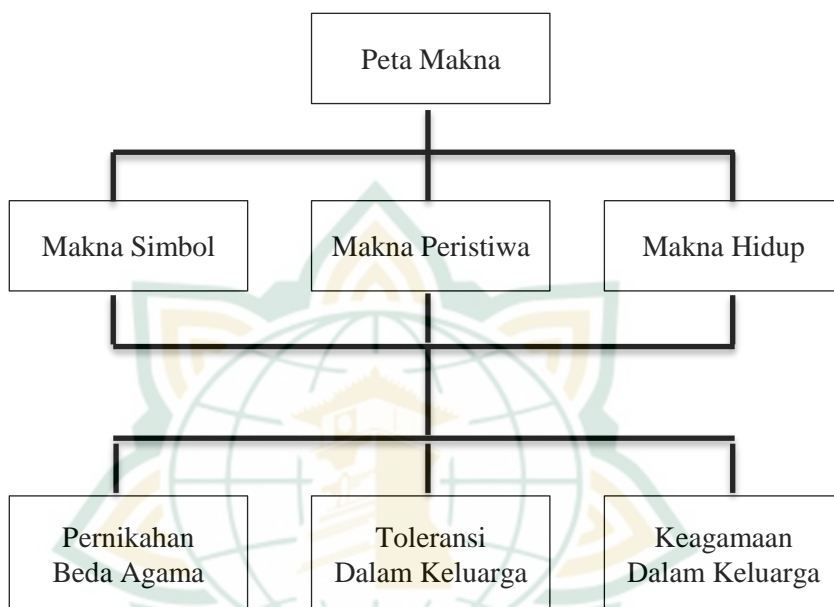 Peta Makna
Makna Simbol
Makna Peristiwa
Makna Hidup
Pernikahan
Beda Agama
Toleransi
Dalam Keluarga
Keagamaan
Dalam Keluarga